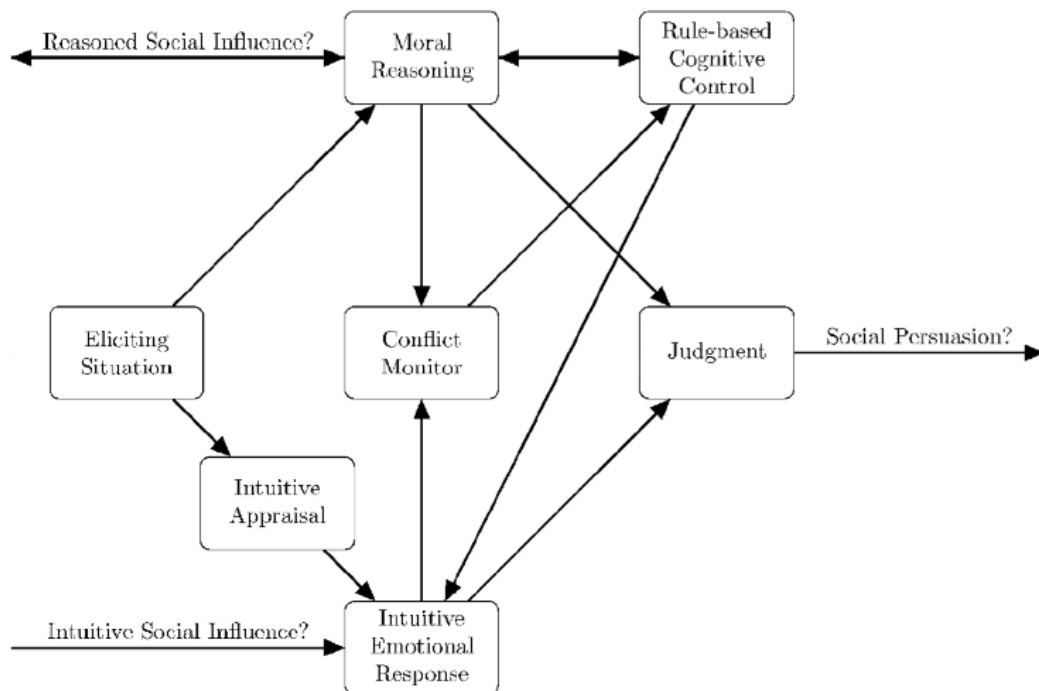 Reasoned Social Influence?
Moral
Reasoning
Rule-based
Cognitive
Control
Eliciting
Situation
Conflict
Monitor
Judgment
Social Persuasion?
Intuitive
Appraisal
Intuitive Social Influence?
Intuitive
Emotional
Response